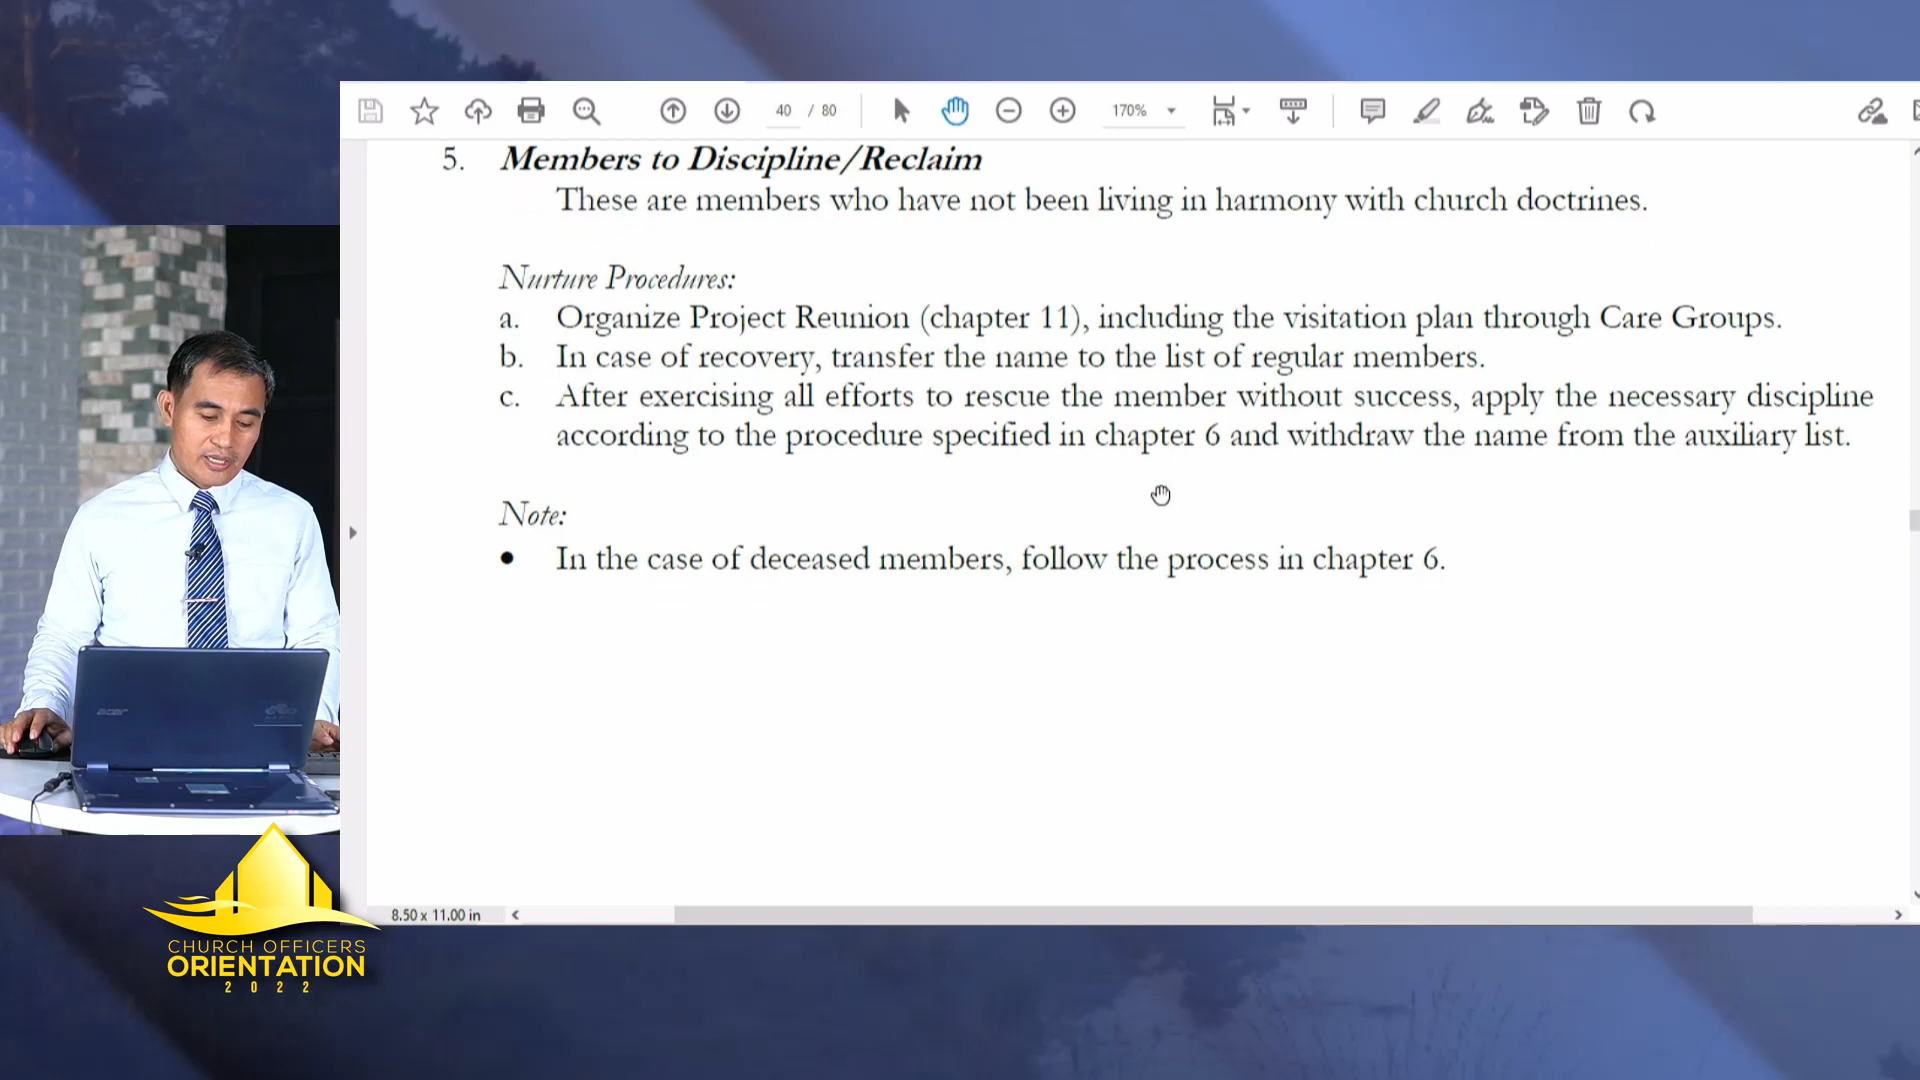 40 / 80
170%
5. Members to Discipline/Reclaim
These are members who have not been living in harmony with church doctrines.
Nurture Procedures:
a. Organize Project Reunion (chapter 11), including the visitation plan through Care Groups.
b. In case of recovery, transfer the name to the list of regular members.
c. After exercising all efforts to rescue the member without success, apply the necessary discipline
according to the procedure specified in chapter 6 and withdraw the name from the auxiliary list.
Note:
• In the case of deceased members, follow the process in chapter 6.
8.50 x 11.00 in
CHURCH OFFICERS
ORIENTATION
2022